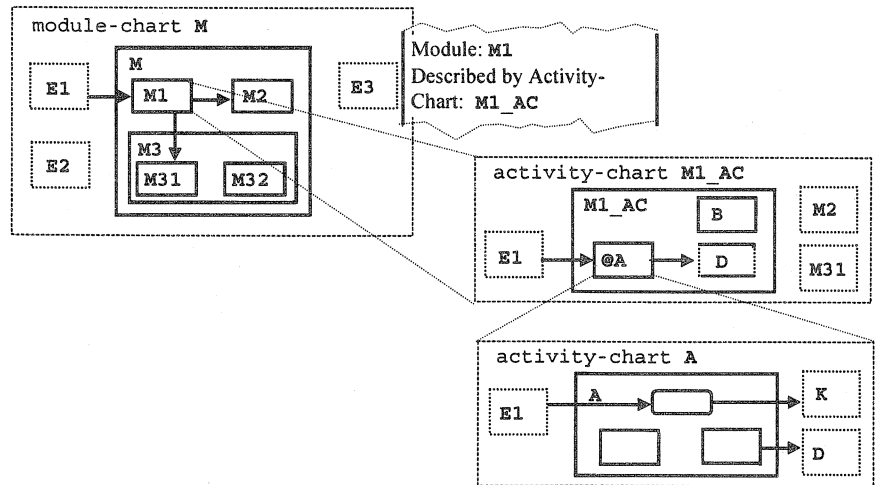 module-chart M
M
E1
M1
M2
E3
E2
M3
M31
M32
Module: M1
Described by Activity-
Chart: M1_AC
activity-chart M1_AC
M1_AC
B
M2
E1
@A
D
M31
activity-chart A
A
K
E1
D